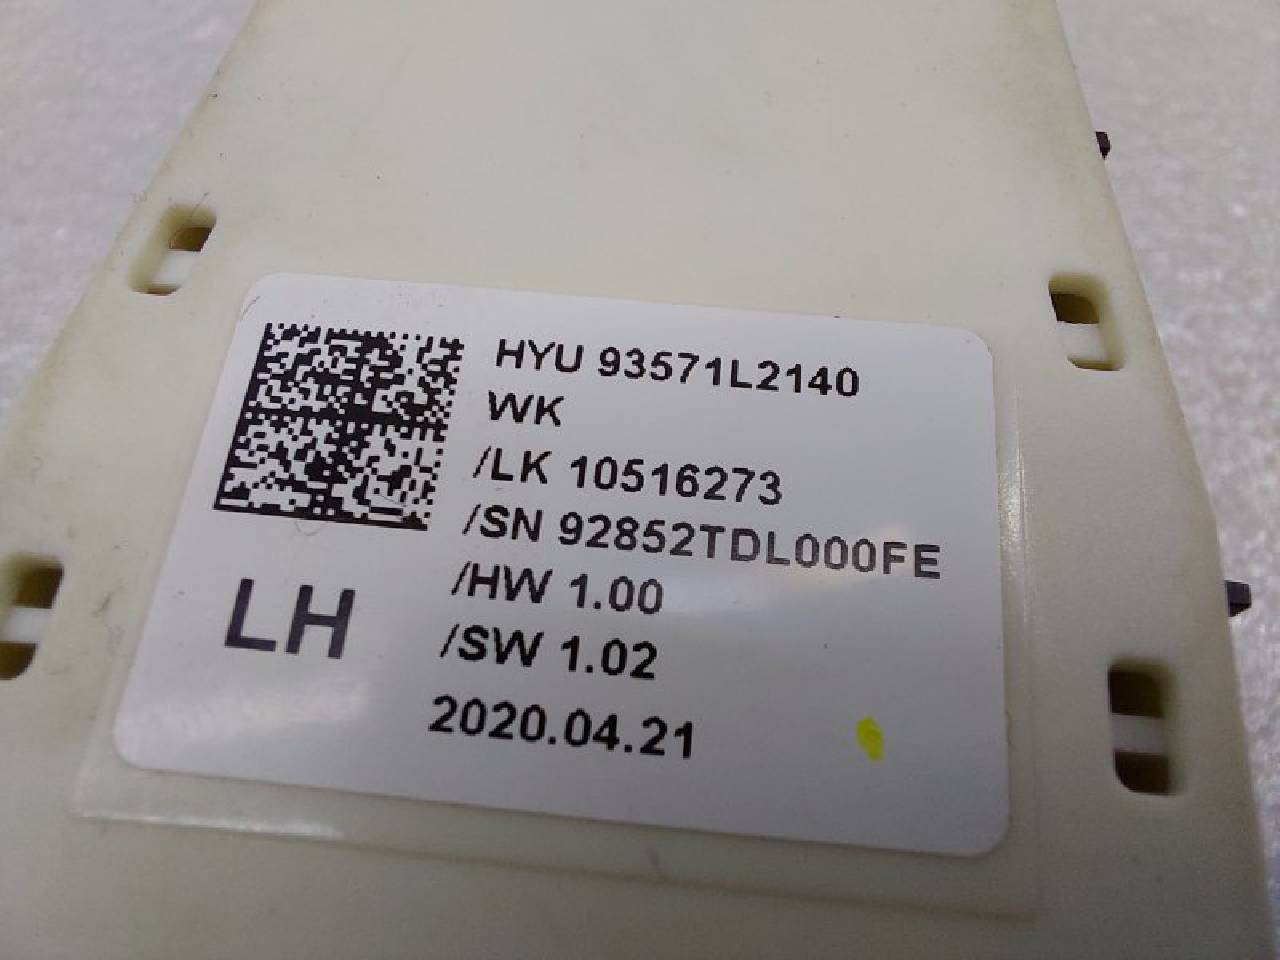 HYU 93571L2140
WK
/LK 10516273
/SN 92852TDL000FE
/HW 1.00
/SW 1.02
2020.04.21
LH